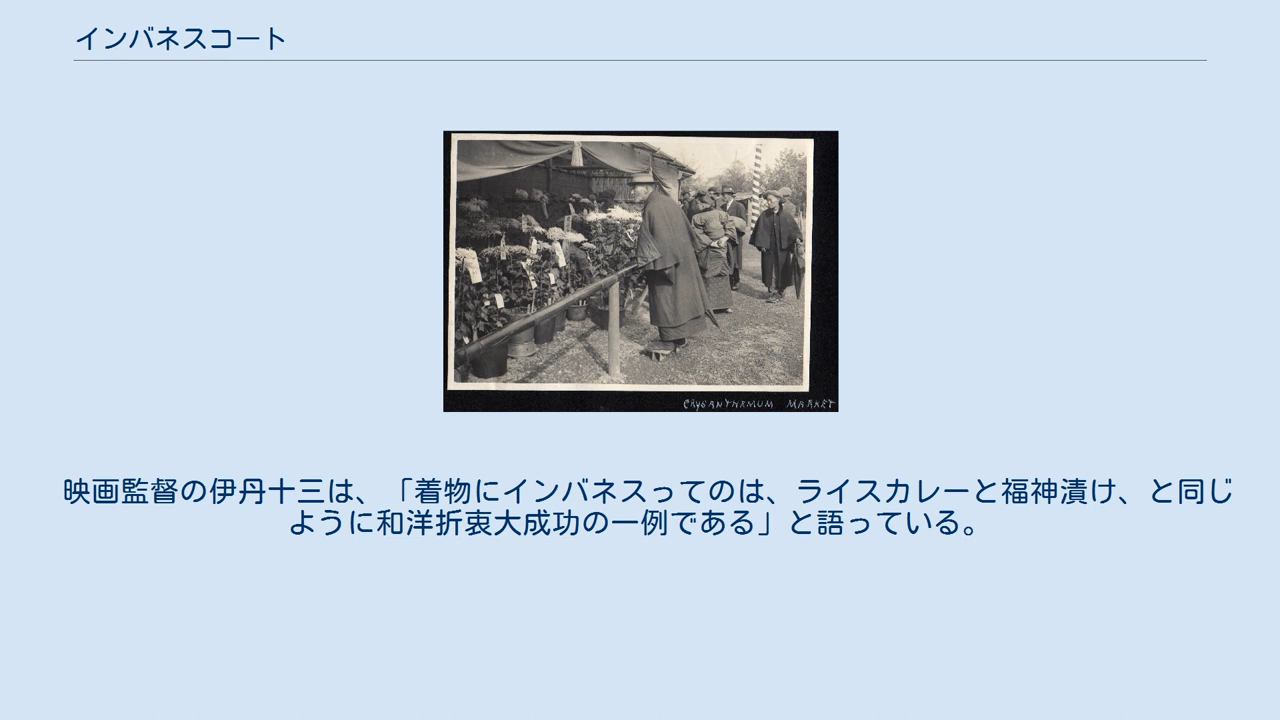 インバネスコート
CRYSANTHEMUM MARKET
映画監督の伊丹十三は、「着物にインバネスってのは、ライスカレーと福神漬け、と同じ
ように和洋折衷大成功の一例である」と語っている。